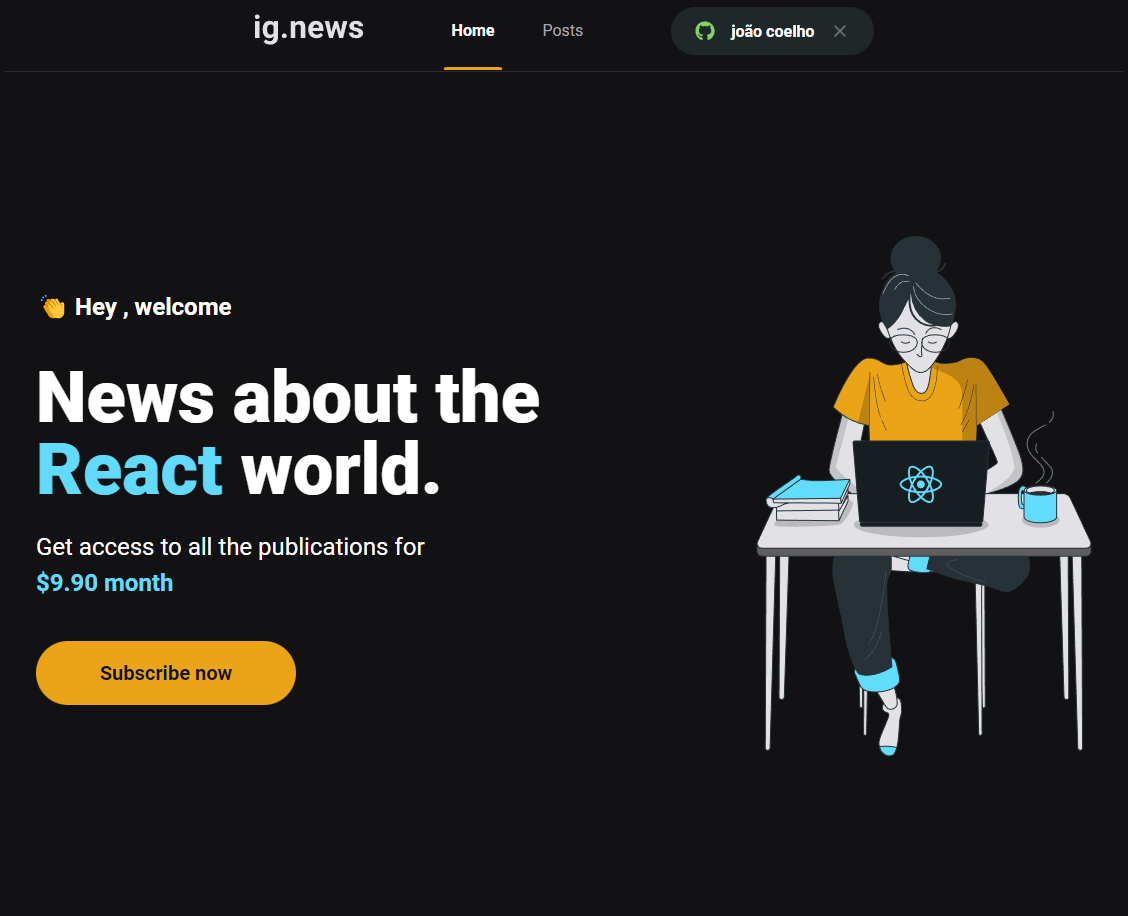 ig.news
Home
Posts
joão coelho
👏 Hey , welcome
News about the
React world.
Get access to all the publications for
$9.90 month
Subscribe now